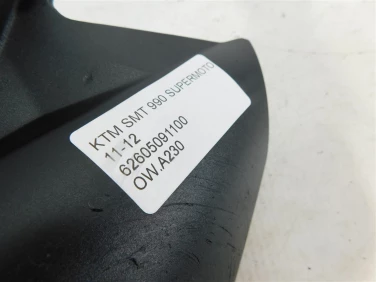 KTM SMT 990 SUPERMOTO
11-12
62605091100
OW.A230